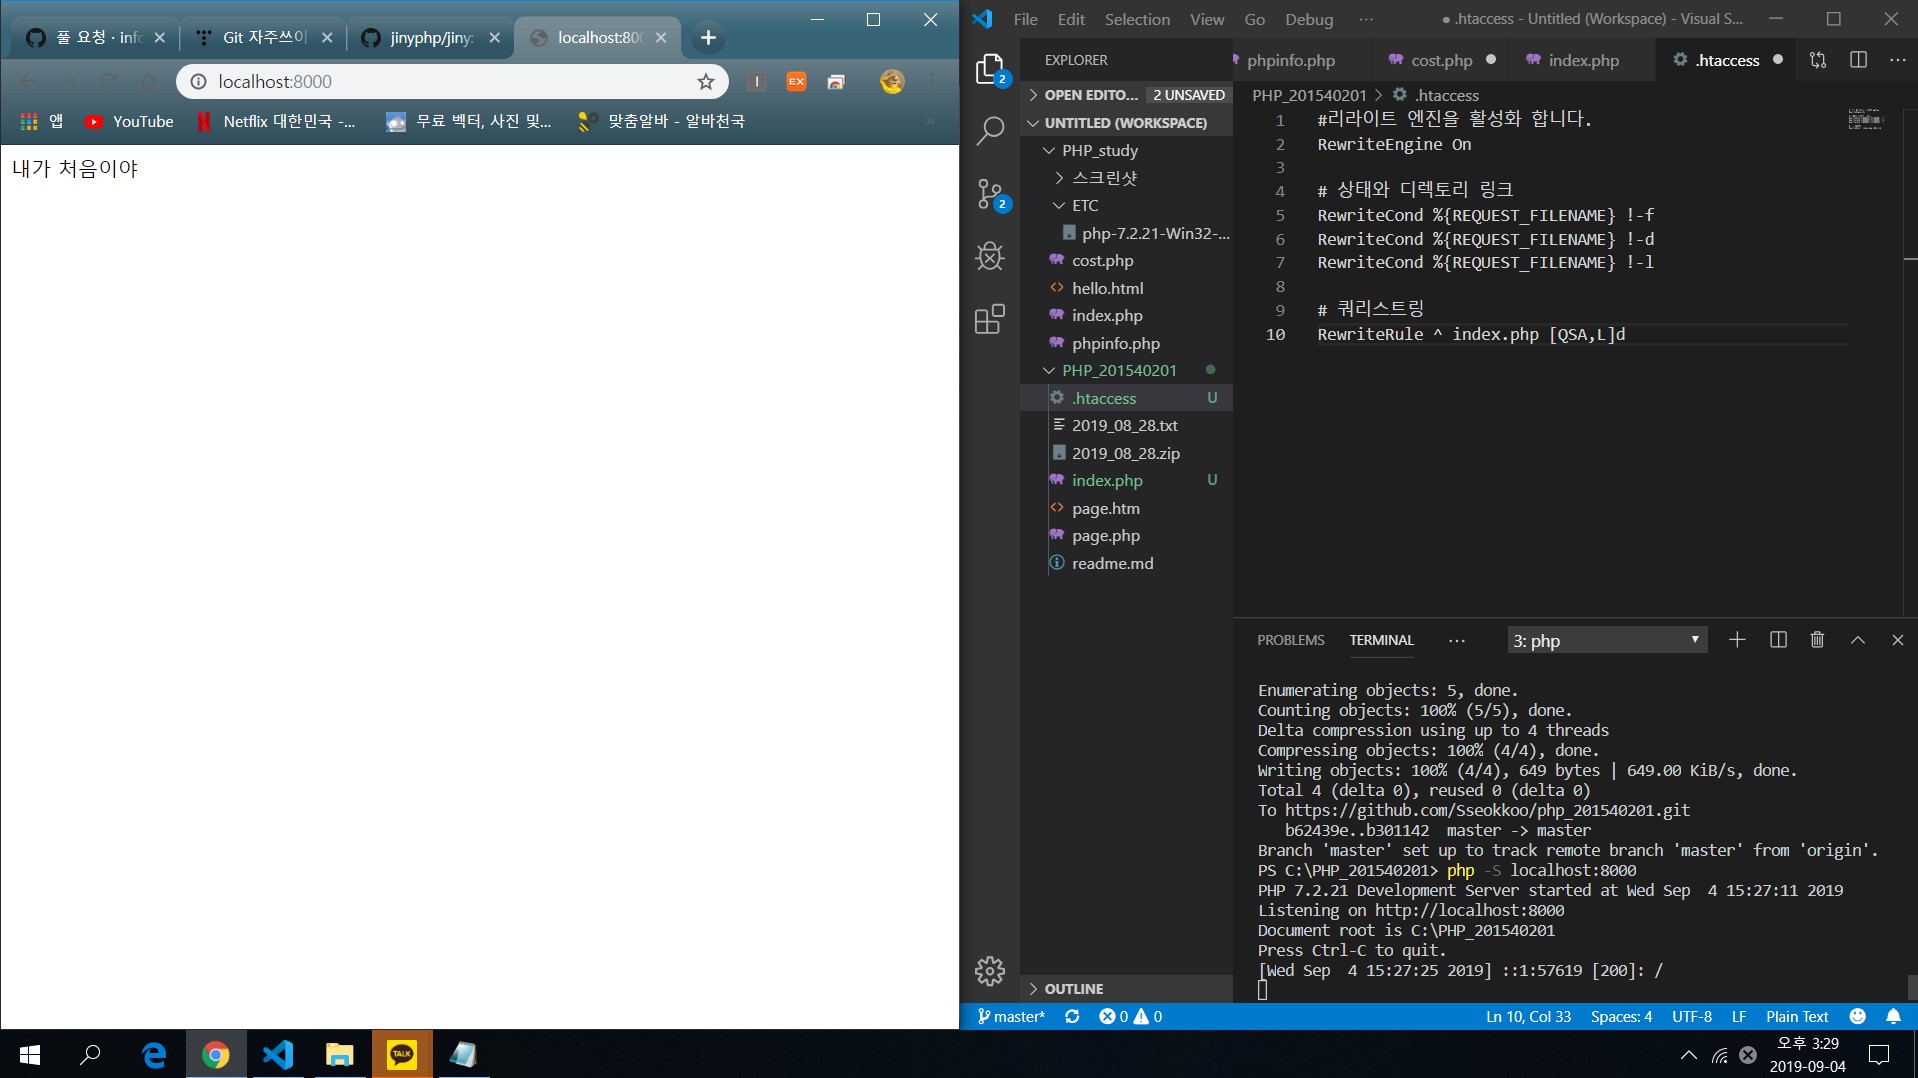 풀 요청 · info
Git 자주쓰이
jinyphp/jiny:
localhost:800
localhost:8000
EX
앱
YouTube
Netflix 대한민국 -...
무료 벡터, 사진 및...
맞춤알바 - 알바천국
내가 처음이야
File Edit Selection View Go Debug ···
● .htaccess - Untitled (Workspace) - Visual S...
EXPLORER
OPEN EDITO... 2 UNSAVED
UNTITLED (WORKSPACE)
PHP_study
스크린샷
ETC
php-7.2.21-Win32-...
cost.php
hello.html
index.php
phpinfo.php
PHP_201540201
.htaccess U
2019_08_28.txt
2019_08_28.zip
index.php U
page.htm
page.php
readme.md
OUTLINE
2
2
phpinfo.php
cost.php
index.php
.htaccess
PHP_201540201 > .htaccess
1 #리라이트 엔진을 활성화 합니다.
2 RewriteEngine On
3
4 # 상태와 디렉토리 링크
5 RewriteCond %{REQUEST_FILENAME} !-f
6 RewriteCond %{REQUEST_FILENAME} !-d
7 RewriteCond %{REQUEST_FILENAME} !-l
8
9 # 쿼리스트링
10 RewriteRule ^ index.php [QSA,L]d
PROBLEMS TERMINAL ··· 3: php
Enumerating objects: 5, done.
Counting objects: 100% (5/5), done.
Delta compression using up to 4 threads
Compressing objects: 100% (4/4), done.
Writing objects: 100% (4/4), 649 bytes | 649.00 KiB/s, done.
Total 4 (delta 0), reused 0 (delta 0)
To https://github.com/Sseokkoo/php_201540201.git
b62439e..b301142 master -> master
Branch 'master' set up to track remote branch 'master' from 'origin'.
PS C:\PHP_201540201> php -S localhost:8000
PHP 7.2.21 Development Server started at Wed Sep  4 15:27:11 2019
Listening on http://localhost:8000
Document root is C:\PHP_201540201
Press Ctrl-C to quit.
[Wed Sep  4 15:27:25 2019] ::1:57619 [200]: /
master* 0 0
Ln 10, Col 33 Spaces: 4 UTF-8 LF Plain Text
TALK
오후 3:29
2019-09-04